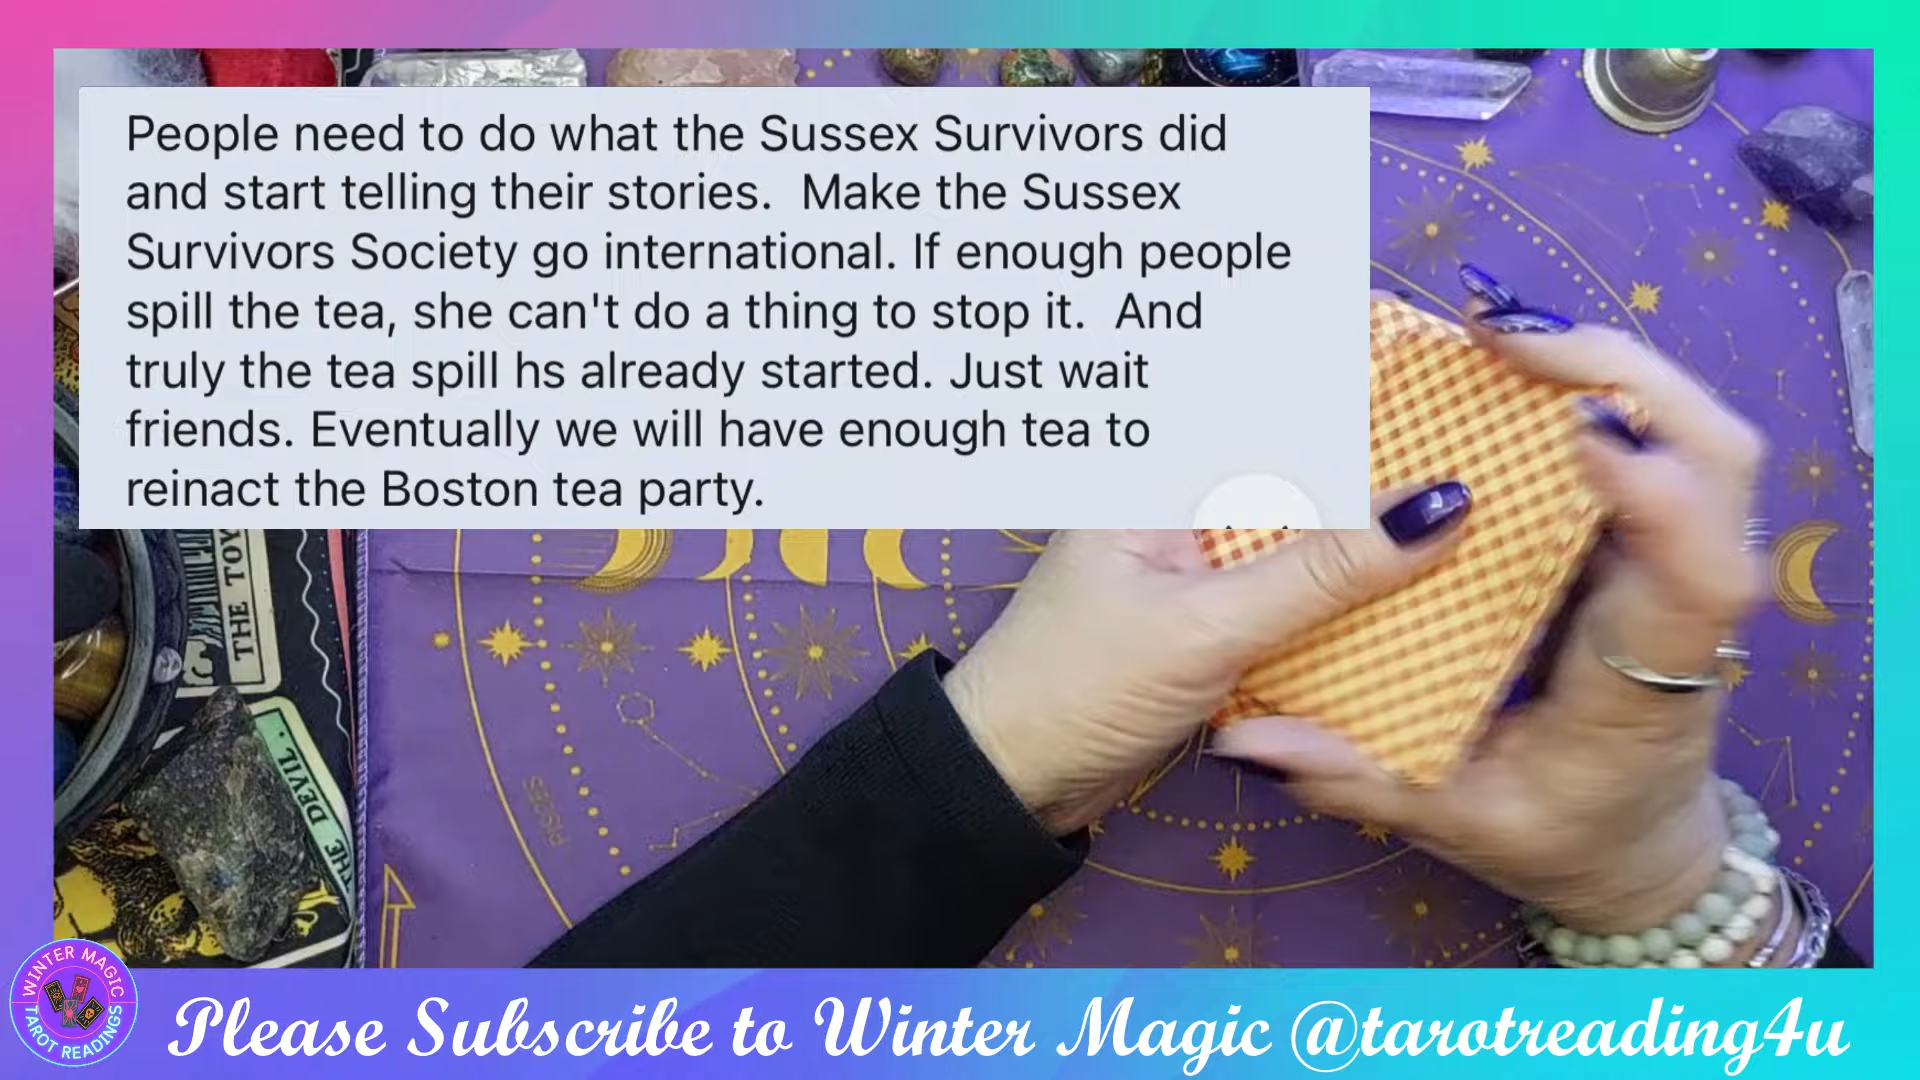 People need to do what the Sussex Survivors did
and start telling their stories.  Make the Sussex
Survivors Society go international. If enough people
spill the tea, she can't do a thing to stop it.  And
truly the tea spill hs already started. Just wait
friends. Eventually we will have enough tea to
reinact the Boston tea party.
THE TOY
THE DEVIL.
PISCES
WINTER MAGIC
TAROT READINGS
Please Subscribe to Winter Magic @tarotreading4u